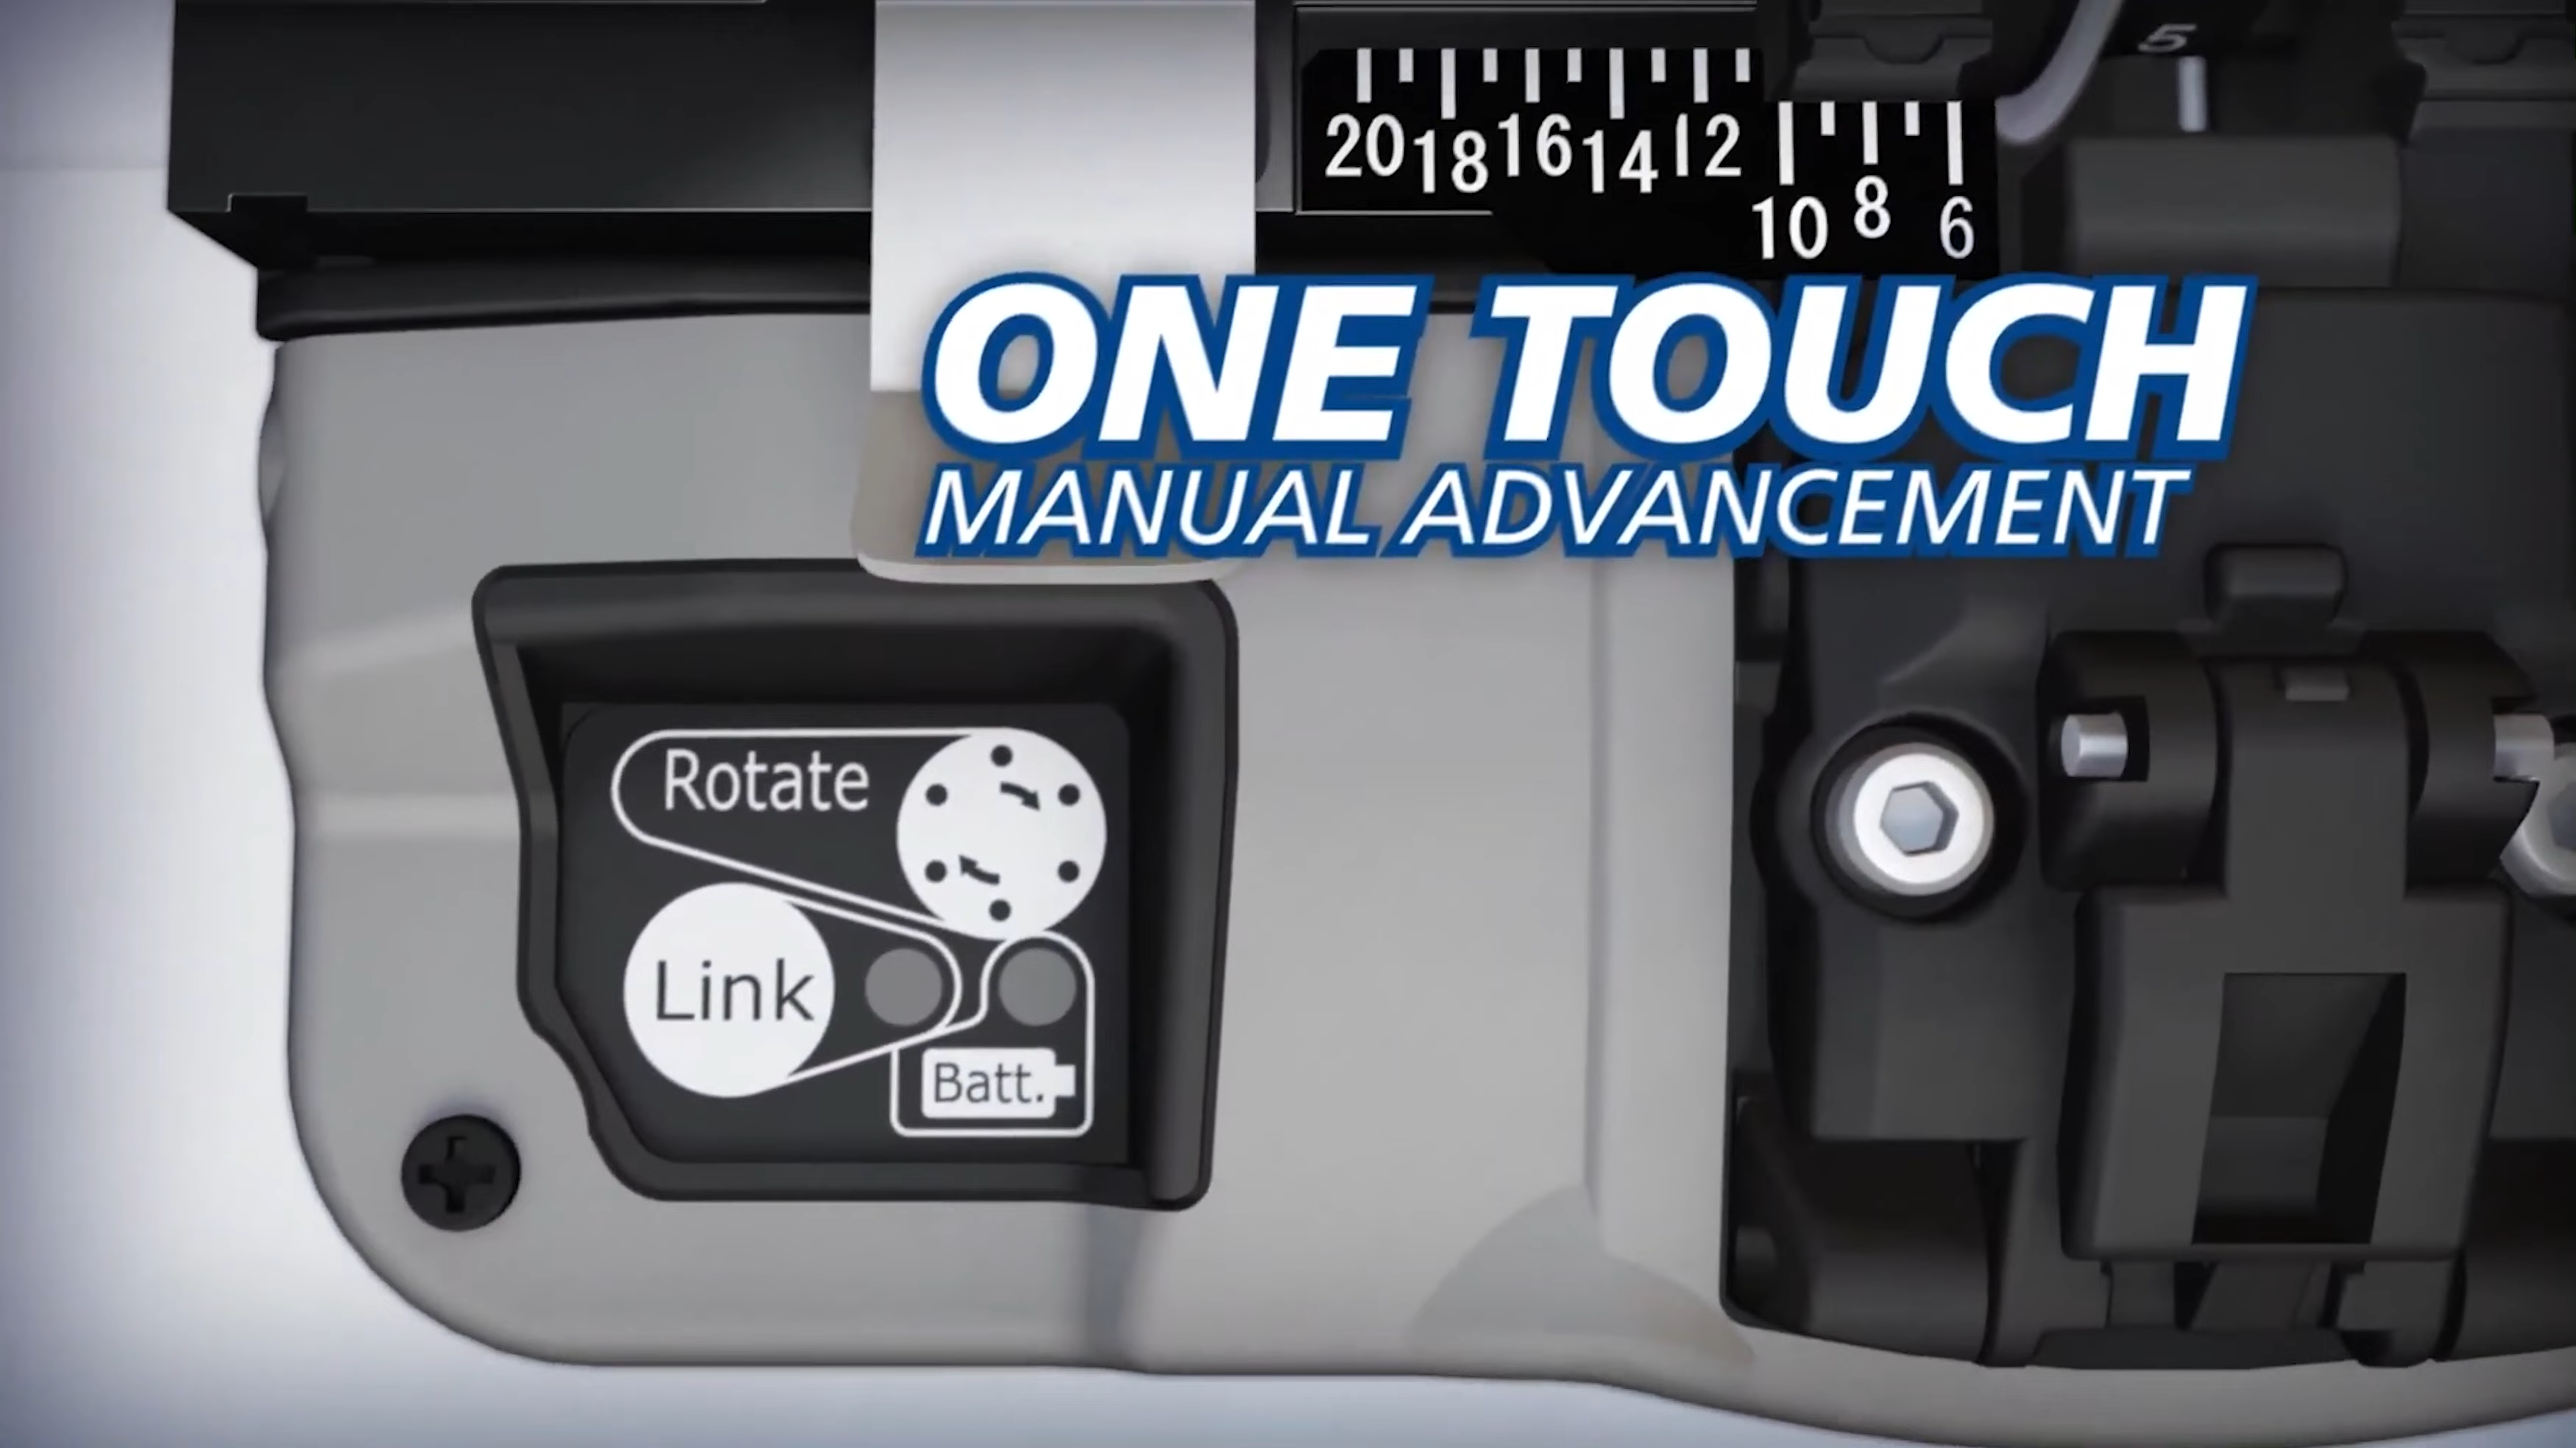 5
20 18 16 14 12
10 8 6
ONE TOUCH
MANUAL ADVANCEMENT
Rotate
Link
Batt.